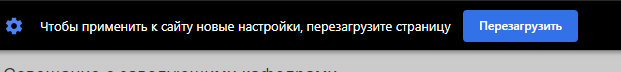 Чтобы применить к сайту новые настройки, перезагрузите страницу
Перезагрузить